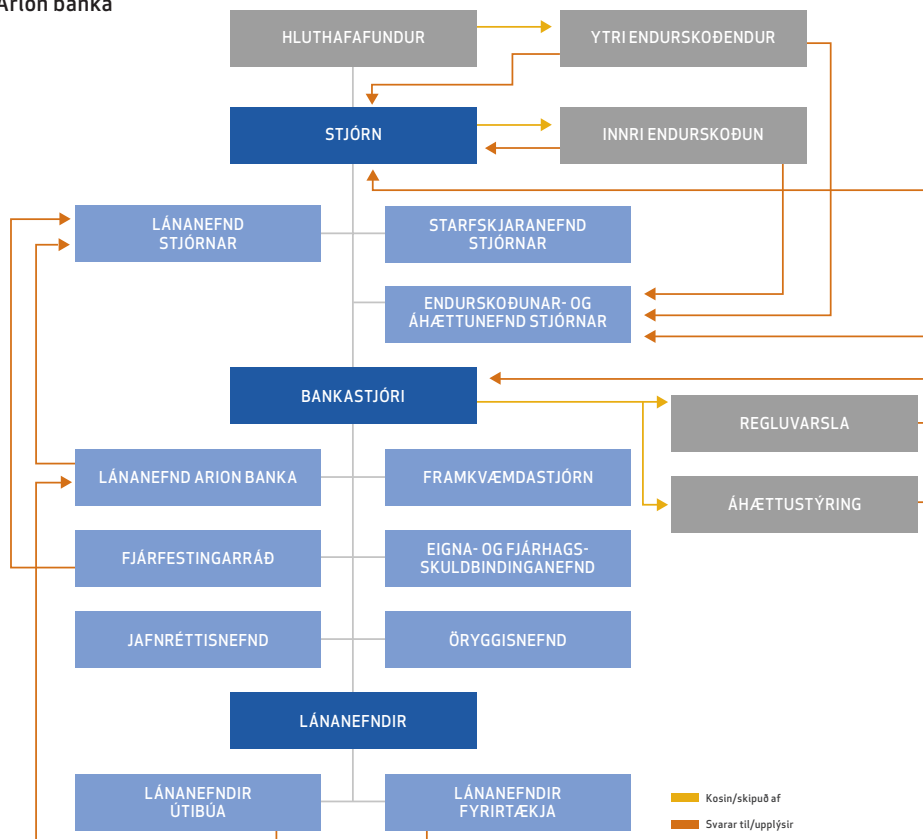 Arion banka
HLUTHAFAFUNDUR
YTRI ENDURSKOÐENDUR
STJÓRN
INNRI ENDURSKOÐUN
LÁNANEFND
STJÓRNAR
STARFSKJARANEFND
STJÓRNAR
ENDURSKOÐUNAR- OG
ÁHÆTTUNEFND STJÓRNAR
BANKASTJÓRI
REGLUVARSLA
LÁNANEFND ARION BANKA
FRAMKVÆMDASTJÓRN
ÁHÆTTUSTÝRING
FJÁRFESTINGARRÁÐ
EIGNA- OG FJÁRHAGS-
SKULDBINDINGANEFND
JAFNRÉTTISNEFND
ÖRYGGISNEFND
LÁNANEFNDIR
LÁNANEFNDIR
ÚTIBÚA
LÁNANEFNDIR
FYRIRTÆKJA
Kosin/skipuð af
Svarar til/upplýsir